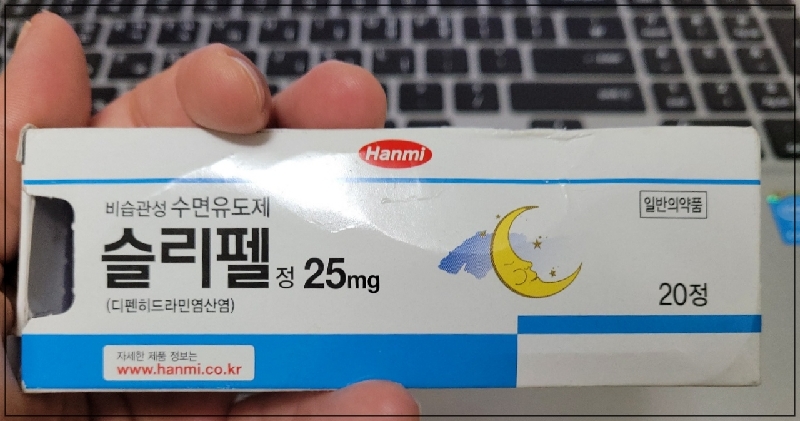 Hanmi
비습관성 수면유도제
일반의약품
슬리펠정 25mg
(디펜히드라민염산염)
20정
자세한 제품 정보는
www.hanmi.co.kr